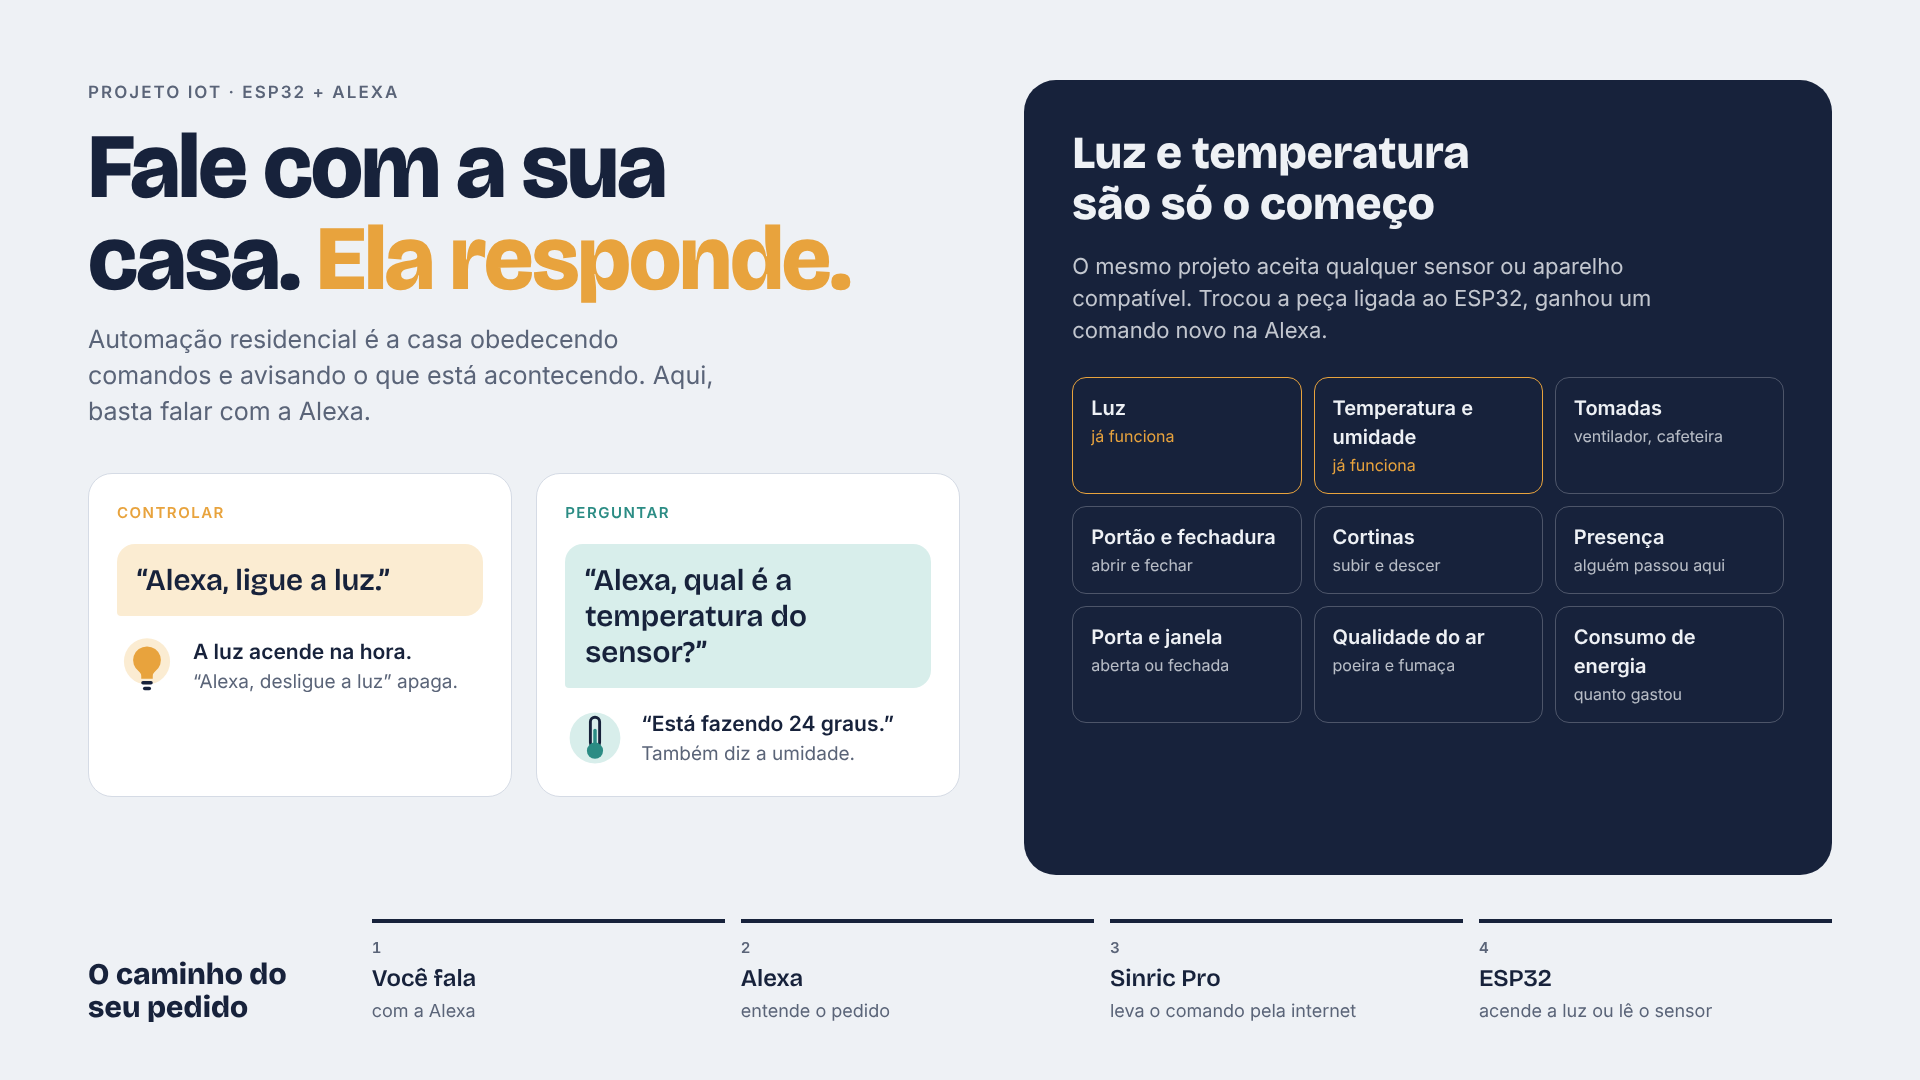 PROJETO IOT · ESP32 + ALEXA
Fale com a sua
casa. Ela responde.
Automação residencial é a casa obedecendo
comandos e avisando o que está acontecendo. Aqui,
basta falar com a Alexa.
CONTROLAR
“Alexa, ligue a luz.”
A luz acende na hora.
“Alexa, desligue a luz” apaga.
PERGUNTAR
“Alexa, qual é a
temperatura do
sensor?”
“Está fazendo 24 graus.”
Também diz a umidade.
Luz e temperatura
são só o começo
O mesmo projeto aceita qualquer sensor ou aparelho
compatível. Trocou a peça ligada ao ESP32, ganhou um
comando novo na Alexa.
Luz
já funciona
Temperatura e
umidade
já funciona
Tomadas
ventilador, cafeteira
Portão e fechadura
abrir e fechar
Cortinas
subir e descer
Presença
alguém passou aqui
Porta e janela
aberta ou fechada
Qualidade do ar
poeira e fumaça
Consumo de
energia
quanto gastou
O caminho do
seu pedido
1
Você fala
com a Alexa
2
Alexa
entende o pedido
3
Sinric Pro
leva o comando pela internet
4
ESP32
acende a luz ou lê o sensor